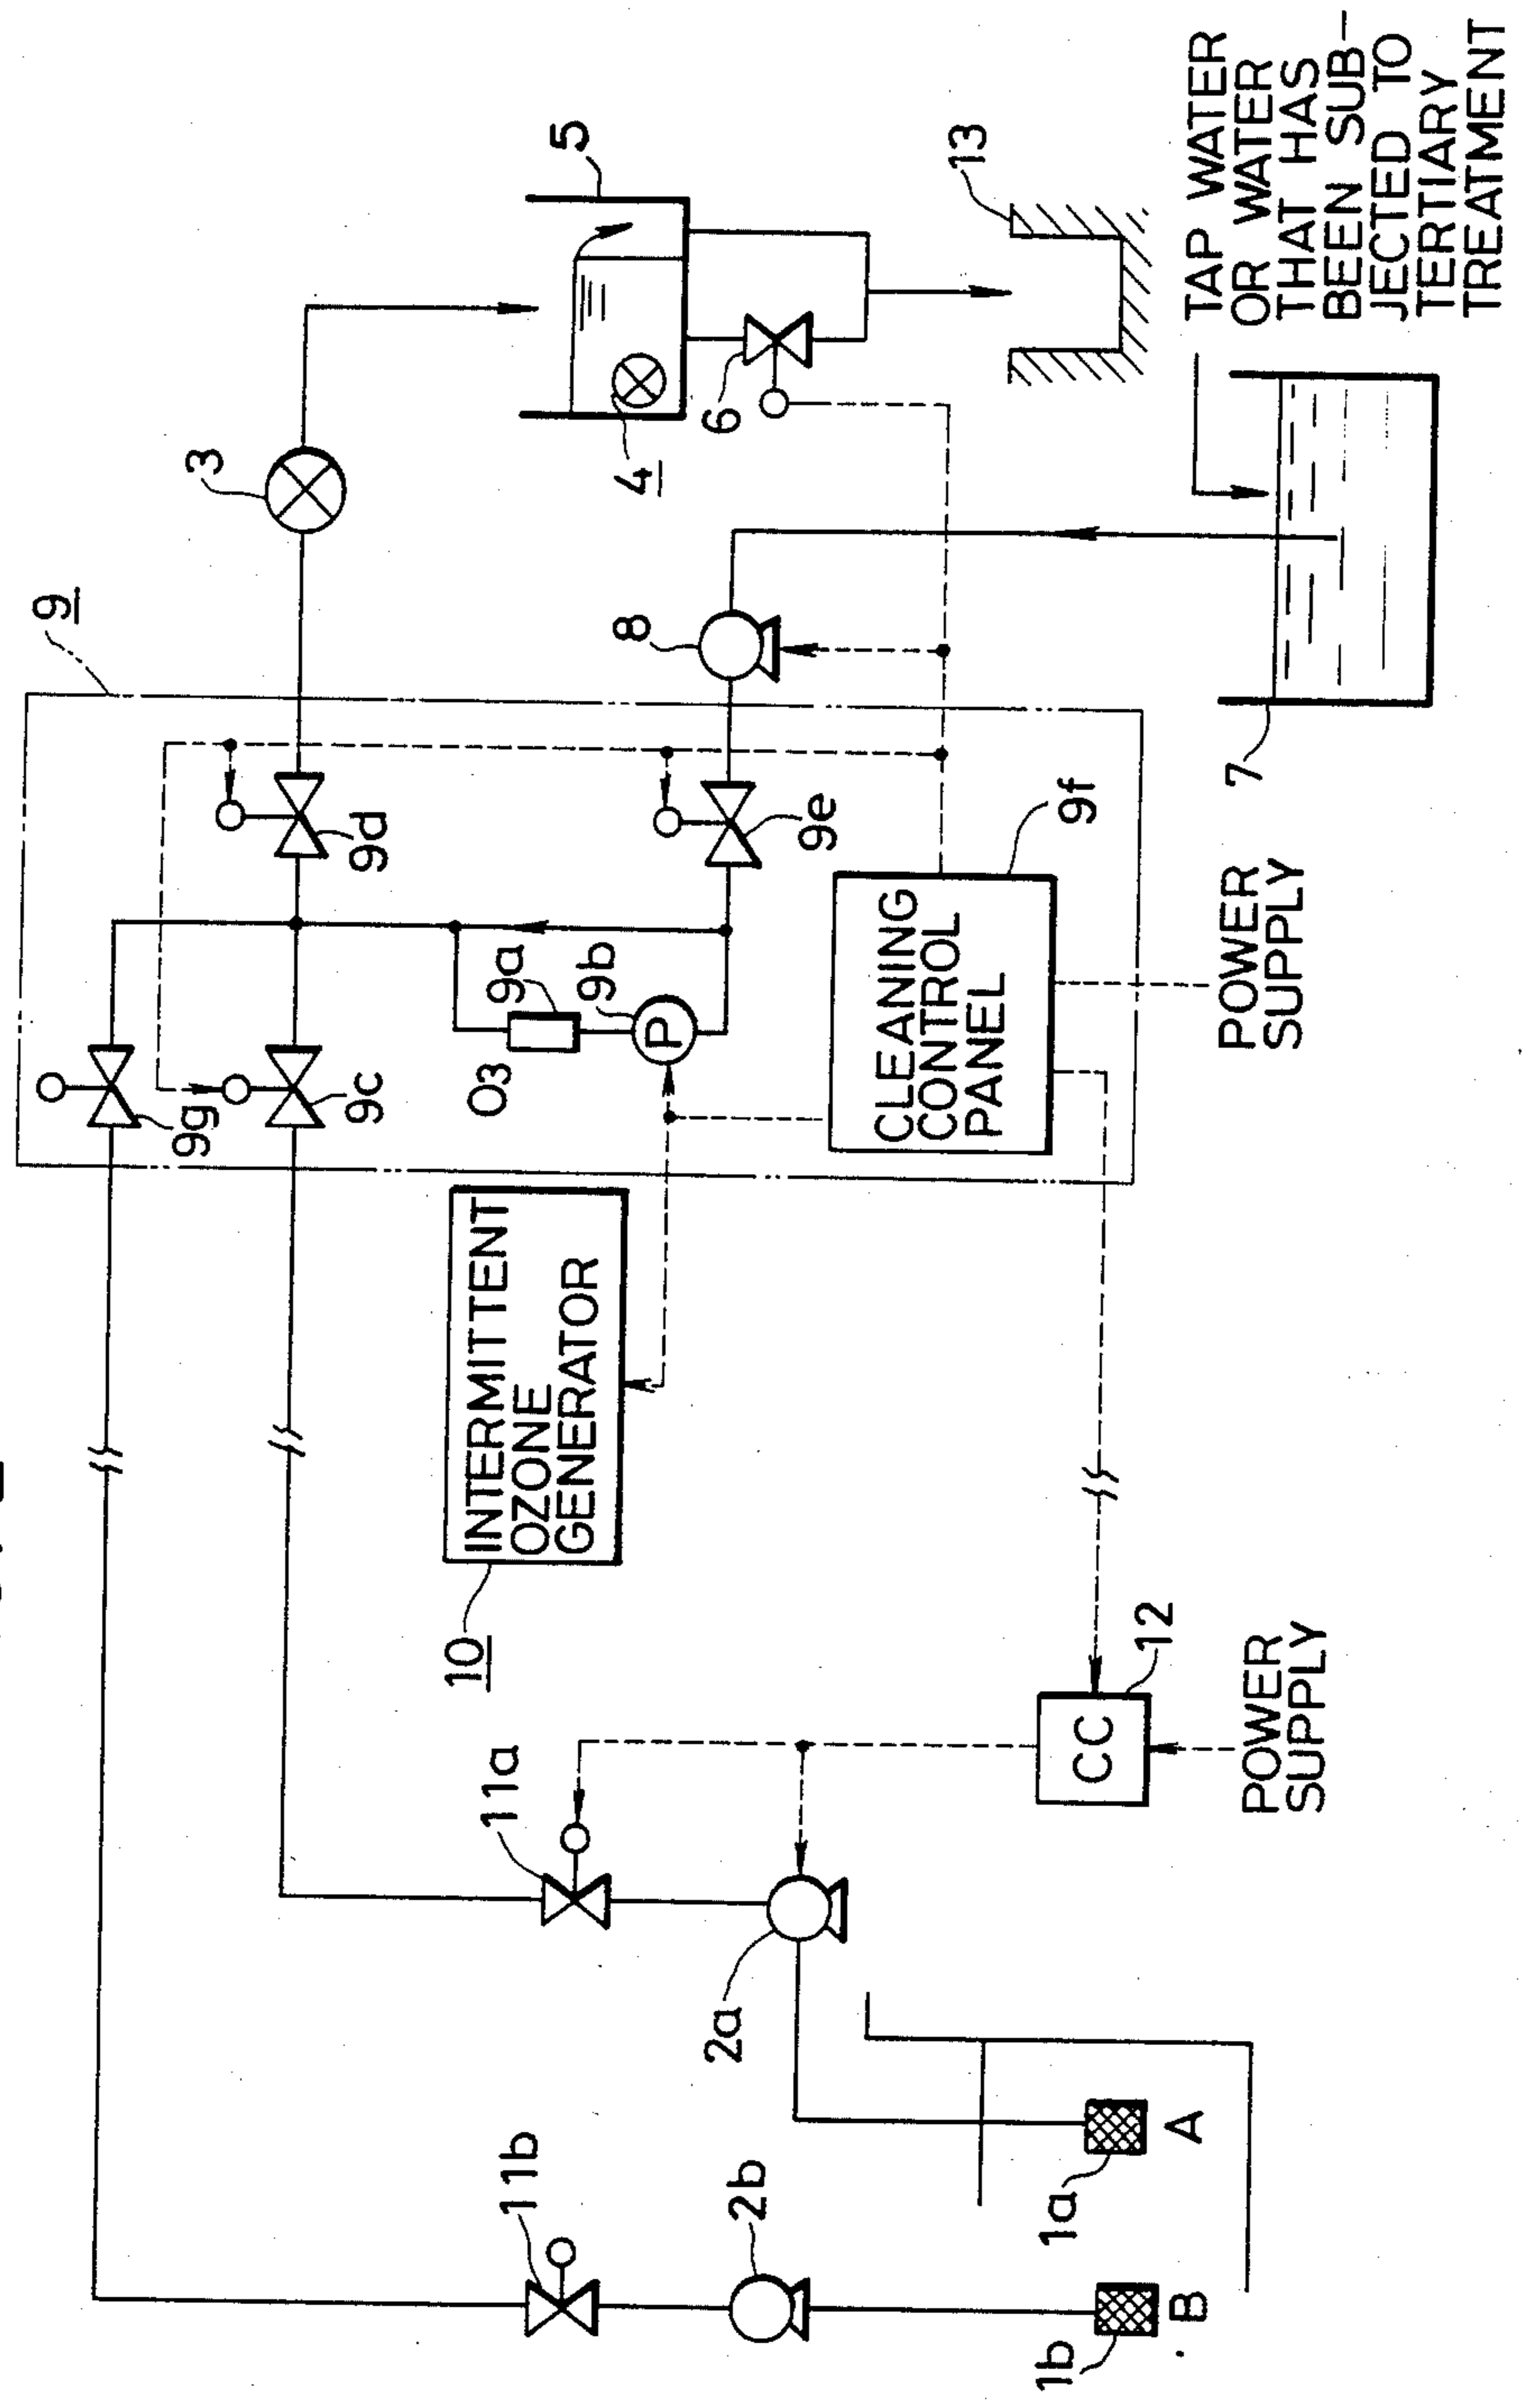 9
3
5
4
6
13
TAP WATER
OR WATER
THAT HAS
BEEN SUB-
JECTED TO
TERTIARY
TREATMENT
8
7
9d
9e
9f
9g
9c
9a
9b
P
O3
CLEANING
CONTROL
PANEL
POWER
SUPPLY
INTERMITTENT
OZONE
GENERATOR
10
11a
2a
CC
12
POWER
SUPPLY
11b
2b
1a
A
1b
B